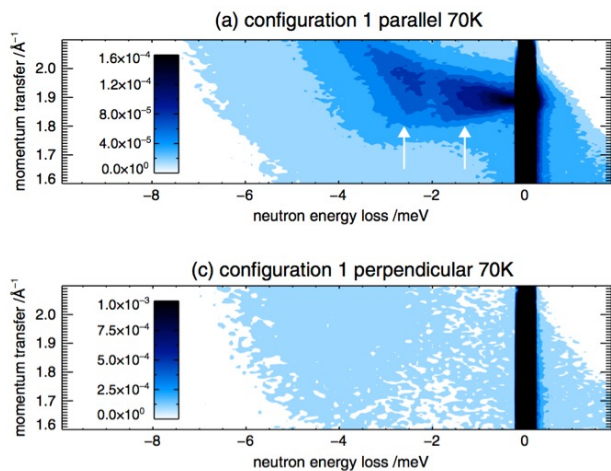 (a) configuration 1 parallel 70K
momentum transfer /Å⁻¹
2.0
1.9
1.8
1.7
1.6
1.6×10⁻⁴
1.2×10⁻⁴
8.0×10⁻⁵
4.0×10⁻⁵
0.0×10⁰
-8 -6 -4 -2 0
neutron energy loss /meV
(c) configuration 1 perpendicular 70K
momentum transfer /Å⁻¹
2.0
1.9
1.8
1.7
1.6
1.0×10⁻³
7.5×10⁻⁴
5.0×10⁻⁴
2.5×10⁻⁴
0.0×10⁰
-8 -6 -4 -2 0
neutron energy loss /meV